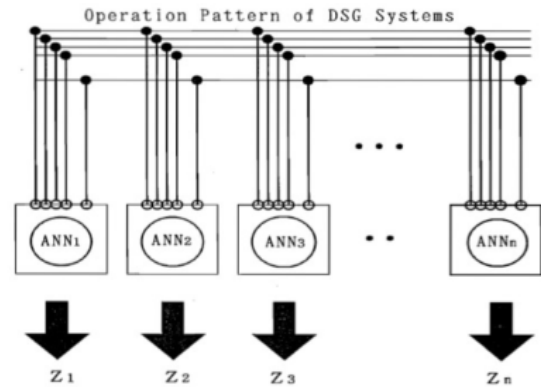 Operation Pattern of DSG Systems
ANN1 ANN2 ANN3 ANNn
Z1 Z2 Z3 Zn